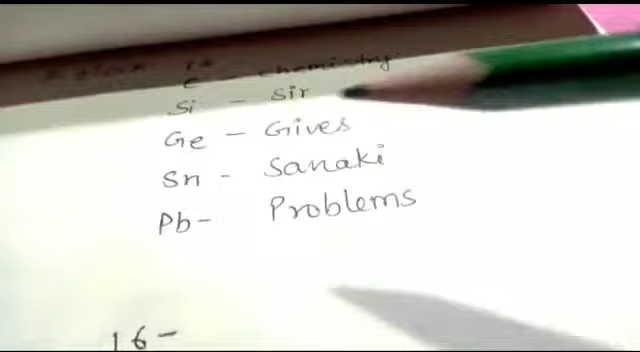 C - Chemistry
Si - Sir
Ge - Gives
Sn - Sanaki
Pb - Problems
16-